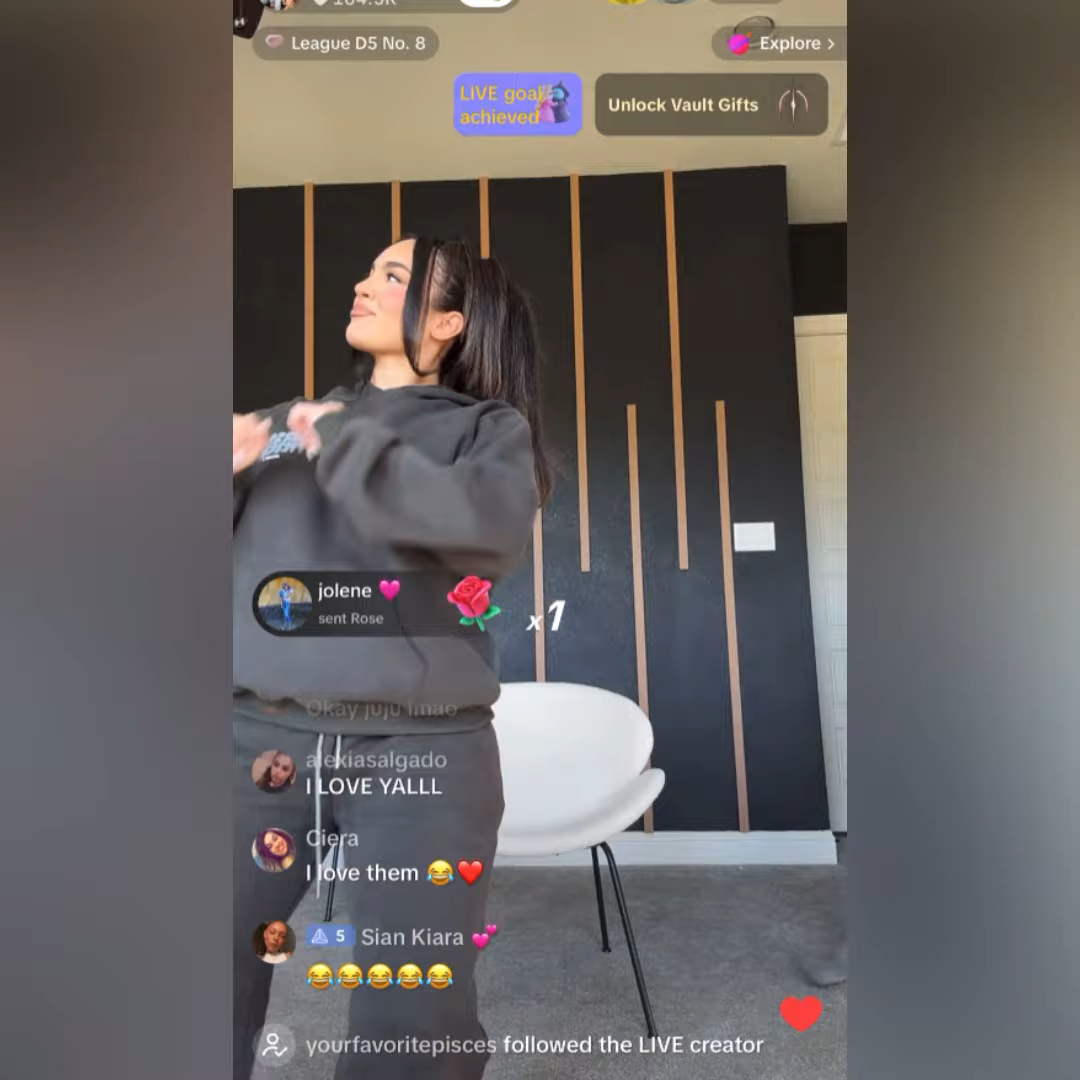 League D5 No. 8
Explore >
LIVE goal
achieved
Unlock Vault Gifts
jolene
sent Rose
x1
Okay juju lmao
alexiasalgado
I LOVE YALLL
Ciera
I love them 😂❤️
5 Sian Kiara 💕
😂😂😂😂😂
yourfavoritepisces followed the LIVE creator